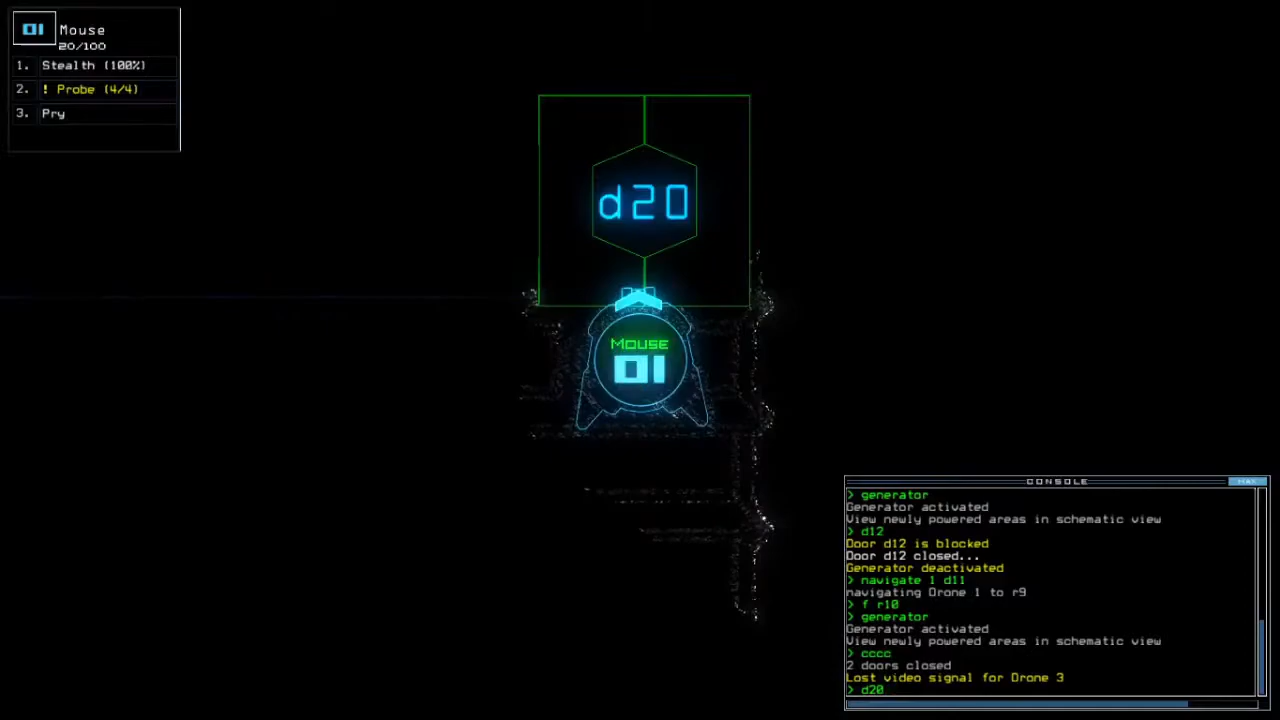 01 Mouse
20/100
1. Stealth (100%)
2. ! Probe (4/4)
3. Pry
d20
Mouse
01
CONSOLE
> generator
Generator activated
View newly powered areas in schematic view
> d12
Door d12 is blocked
Door d12 closed...
Generator deactivated
> navigate 1 d11
navigating Drone 1 to r9
> f r10
> generator
Generator activated
View newly powered areas in schematic view
> cccc
2 doors closed
Lost video signal for Drone 3
> d20